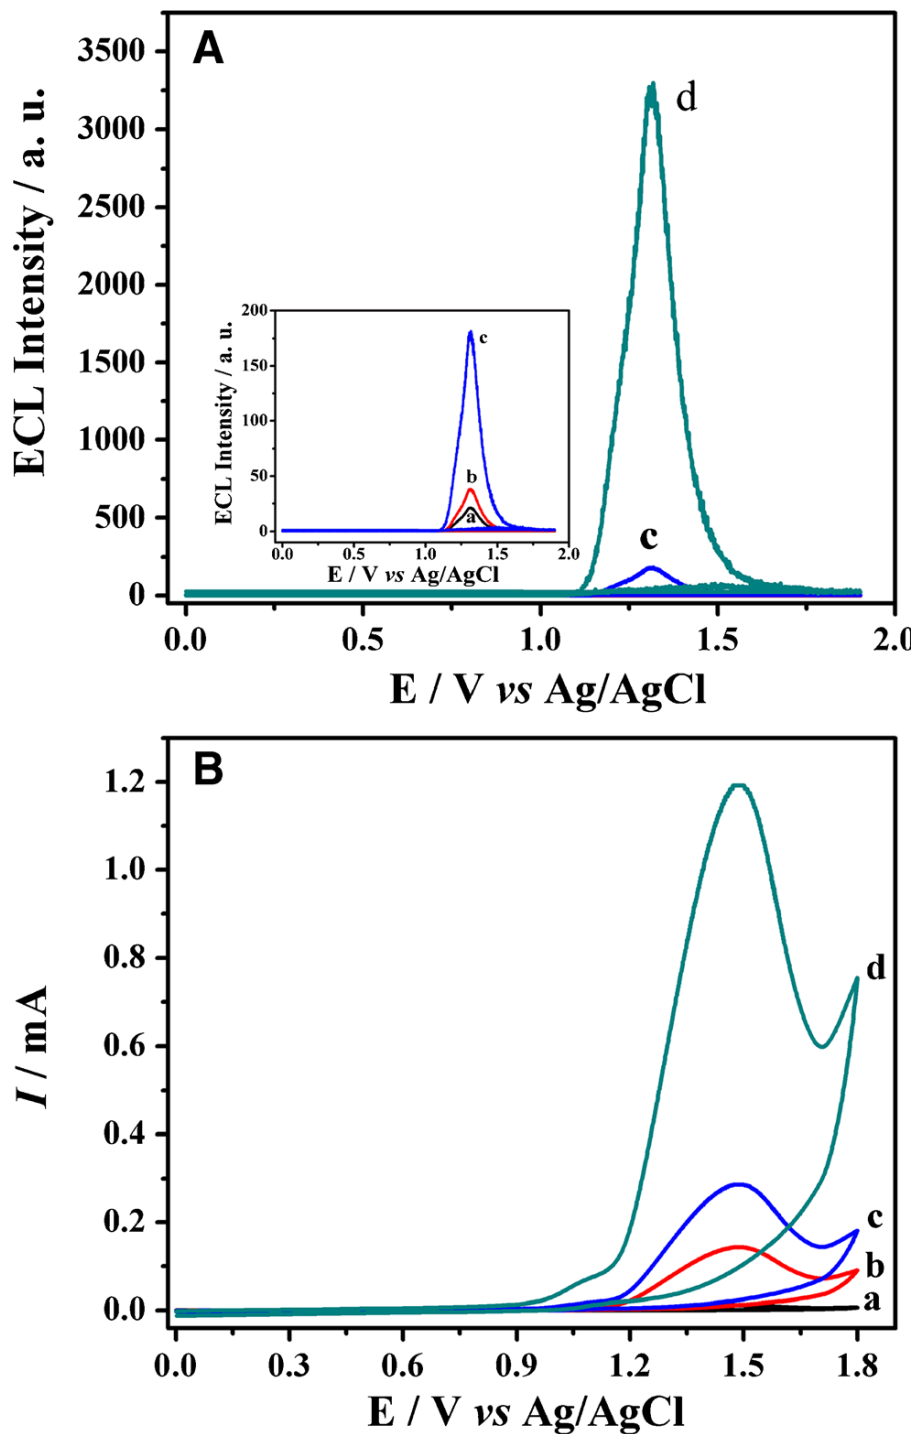 A
ECL Intensity / a. u.
3500
3000
2500
2000
1500
1000
500
0
d
c
0.0 0.5 1.0 1.5 2.0
E / V vs Ag/AgCl
ECL Intensity / a. u.
200
150
100
50
0
c
b
a
0.0 0.5 1.0 1.5 2.0
E / V vs Ag/AgCl
B
I / mA
1.2
1.0
0.8
0.6
0.4
0.2
0.0
d
c
b
a
0.0 0.3 0.6 0.9 1.2 1.5 1.8
E / V vs Ag/AgCl